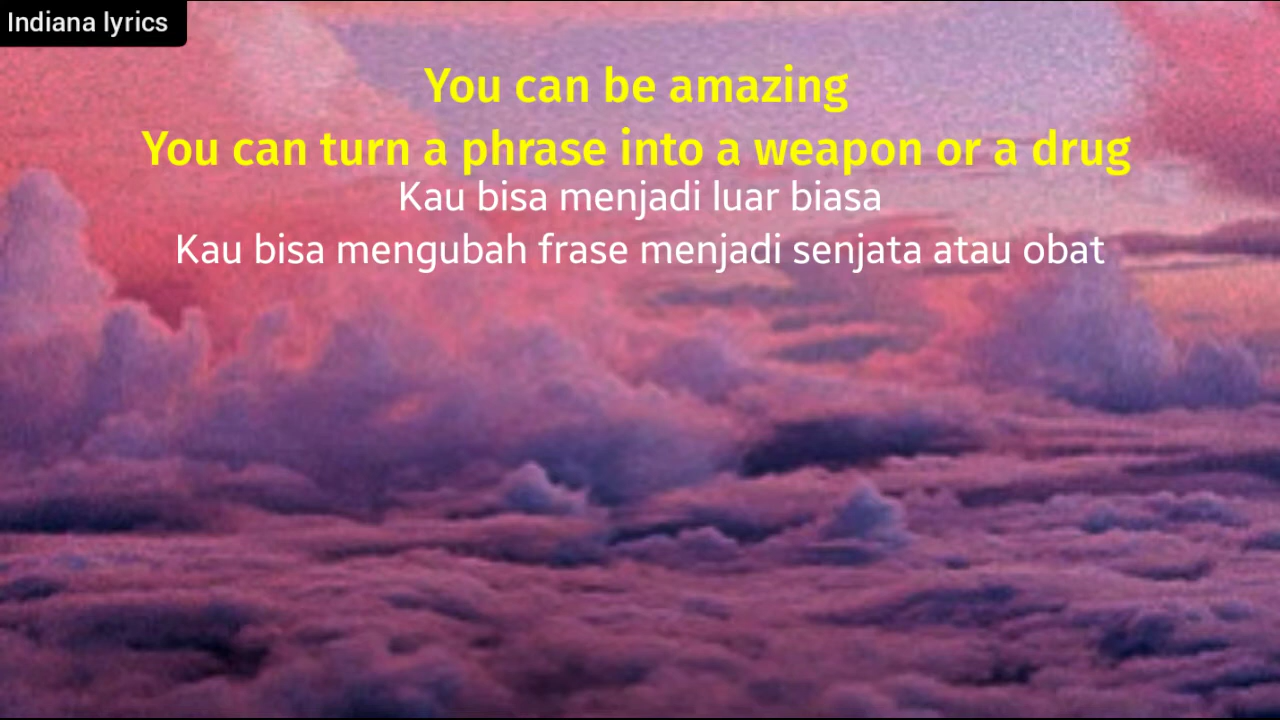 Indiana lyrics
You can be amazing
You can turn a phrase into a weapon or a drug
Kau bisa menjadi luar biasa
Kau bisa mengubah frase menjadi senjata atau obat